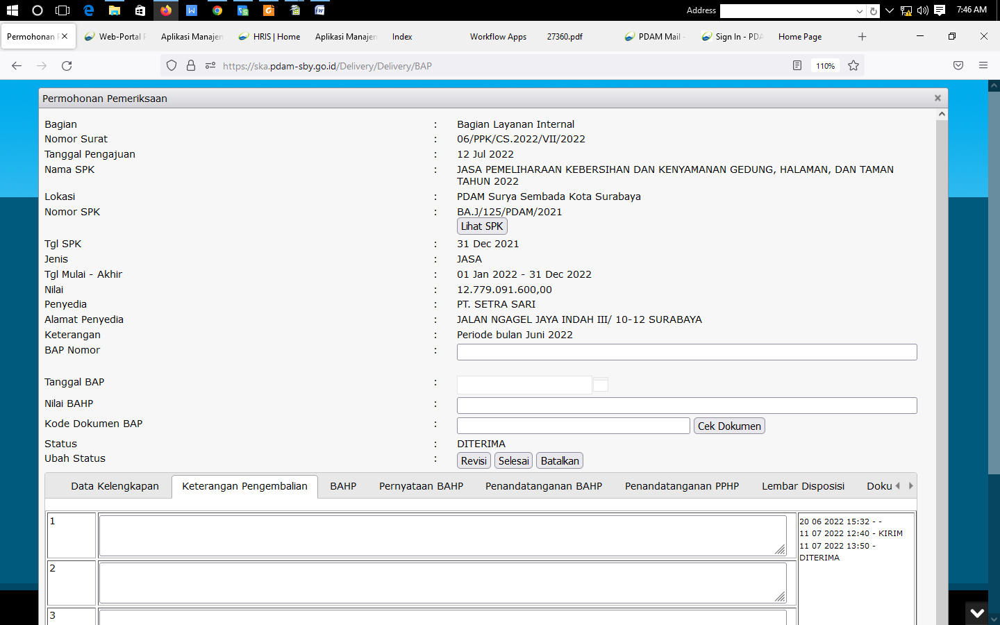 Address
7:46 AM
Permohonan P
Web-Portal P
Aplikasi Manajen
HRIS | Home
Aplikasi Manajen
Index
Workflow Apps
27360.pdf
PDAM Mail -
Sign In - PDA
Home Page
https://ska.pdam-sby.go.id/Delivery/Delivery/BAP
110%
Permohonan Pemeriksaan
Bagian : Bagian Layanan Internal
Nomor Surat : 06/PPK/CS.2022/VII/2022
Tanggal Pengajuan : 12 Jul 2022
Nama SPK : JASA PEMELIHARAAN KEBERSIHAN DAN KENYAMANAN GEDUNG, HALAMAN, DAN TAMAN
TAHUN 2022
Lokasi : PDAM Surya Sembada Kota Surabaya
Nomor SPK : BA.J/125/PDAM/2021
Lihat SPK
Tgl SPK : 31 Dec 2021
Jenis : JASA
Tgl Mulai - Akhir : 01 Jan 2022 - 31 Dec 2022
Nilai : 12.779.091.600,00
Penyedia : PT. SETRA SARI
Alamat Penyedia : JALAN NGAGEL JAYA INDAH III/ 10-12 SURABAYA
Keterangan : Periode bulan Juni 2022
BAP Nomor :
Tanggal BAP :
Nilai BAHP :
Kode Dokumen BAP : Cek Dokumen
Status : DITERIMA
Ubah Status : Revisi Selesai Batalkan
Data Kelengkapan Keterangan Pengembalian BAHP Pernyataan BAHP Penandatanganan BAHP Penandatanganan PPHP Lembar Disposisi Doku
1
20 06 2022 15:32 - -
11 07 2022 12:40 - KIRIM
11 07 2022 13:50 -
DITERIMA
2
3